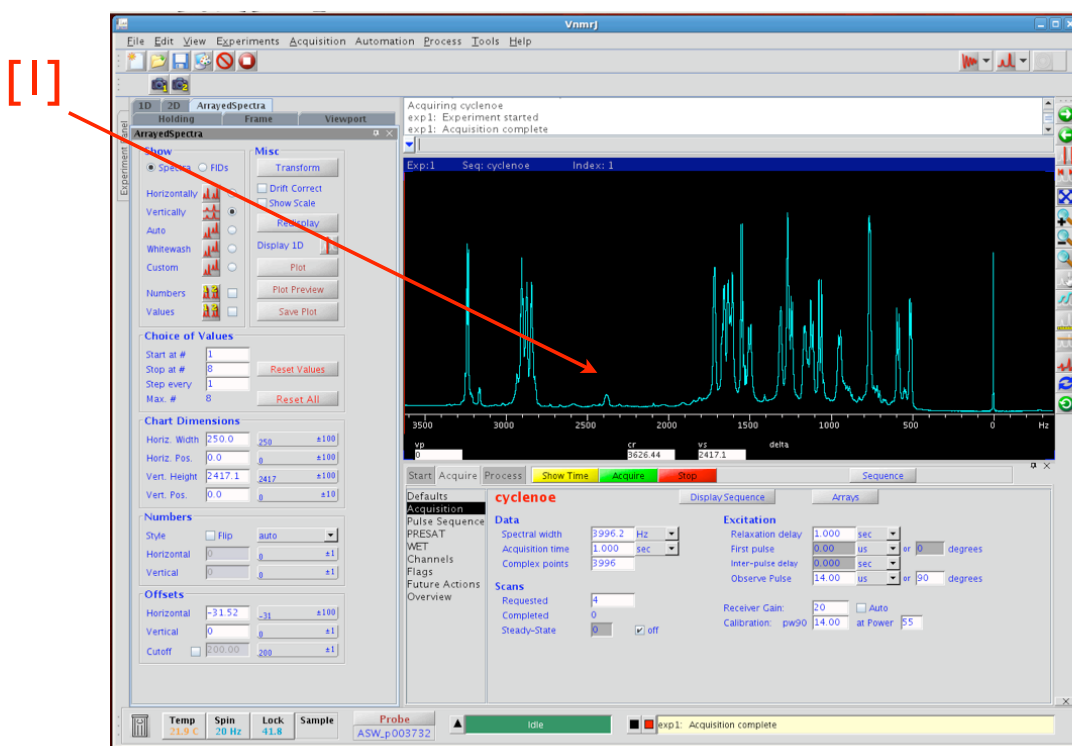 VnmrJ
File Edit View Experiments Acquisition Automation Process Tools Help
[1]
Experiment Panel
1D 2D ArrayedSpectra
Holding Frame Viewport
ArrayedSpectra
Show
Spectra FIDs
Horizontally
Vertically
Auto
Whitewash
Custom
Numbers
Values
Misc
Transform
Drift Correct
Show Scale
Redisplay
Display 1D
Plot
Plot Preview
Save Plot
Choice of Values
Start at # 1
Stop at # 8 Reset Values
Step every 1
Max. # 8 Reset All
Chart Dimensions
Horiz. Width 250.0 250 ±100
Horiz. Pos. 0.0 0 ±100
Vert. Height 2417.1 2417 ±100
Vert. Pos. 0.0 0 ±10
Numbers
Style Flip auto
Horizontal 0 0 ±1
Vertical 0 0 ±1
Offsets
Horizontal -31.52 -31 ±100
Vertical 0 0 ±1
Cutoff 200.00 200 ±1
Acquiring cyclenoe
exp1: Experiment started
exp1: Acquisition complete
Exp:1 Seq: cyclenoe Index: 1
3500 3000 2500 2000 1500 1000 500 0 Hz
vp cr vs delta
0 3626.44 2417.1
Start Acquire Process Show Time Acquire Stop Sequence
Defaults
Acquisition
Pulse Sequence
PRESAT
WET
Channels
Flags
Future Actions
Overview
cyclenoe Display Sequence Arrays
Data
Spectral width 3996.2 Hz
Acquisition time 1.000 sec
Complex points 3996
Scans
Requested 4
Completed 0
Steady-State 0 off
Excitation
Relaxation delay 1.000 sec
First pulse 0.00 us or 0 degrees
Inter-pulse delay 0.000 sec
Observe Pulse 14.00 us or 90 degrees
Receiver Gain: 20 Auto
Calibration: pw90 14.00 at Power 55
Temp Spin Lock Sample Probe
21.9 C 20 Hz 41.8 ASW_p003732 Idle exp1: Acquisition complete